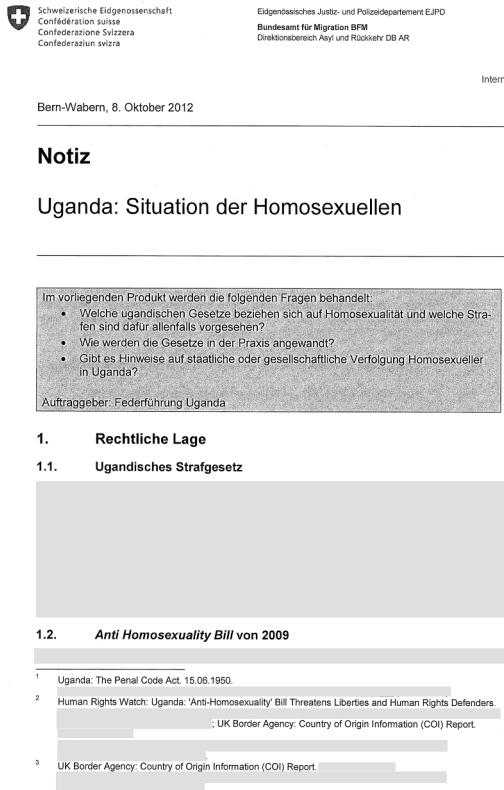 Schweizerische Eidgenossenschaft
Confédération suisse
Confederazione Svizzera
Confederaziun svizra
Eidgenössisches Justiz- und Polizeidepartement EJPD
Bundesamt für Migration BFM
Direktionsbereich Asyl und Rückkehr DB AR
Intern
Bern-Wabern, 8. Oktober 2012
Notiz
Uganda: Situation der Homosexuellen
Im vorliegenden Produkt werden die folgenden Fragen behandelt:
• Welche ugandischen Gesetze beziehen sich auf Homosexualität und welche Stra-
fen sind dafür allenfalls vorgesehen?
• Wie werden die Gesetze in der Praxis angewandt?
• Gibt es Hinweise auf staatliche oder gesellschaftliche Verfolgung Homosexueller
in Uganda?
Auftraggeber: Federführung Uganda
1. Rechtliche Lage
1.1. Ugandisches Strafgesetz
1.2. Anti Homosexuality Bill von 2009
1 Uganda: The Penal Code Act. 15.06.1950.
2 Human Rights Watch: Uganda: 'Anti-Homosexuality' Bill Threatens Liberties and Human Rights Defenders.
; UK Border Agency: Country of Origin Information (COI) Report.
3 UK Border Agency: Country of Origin Information (COI) Report.